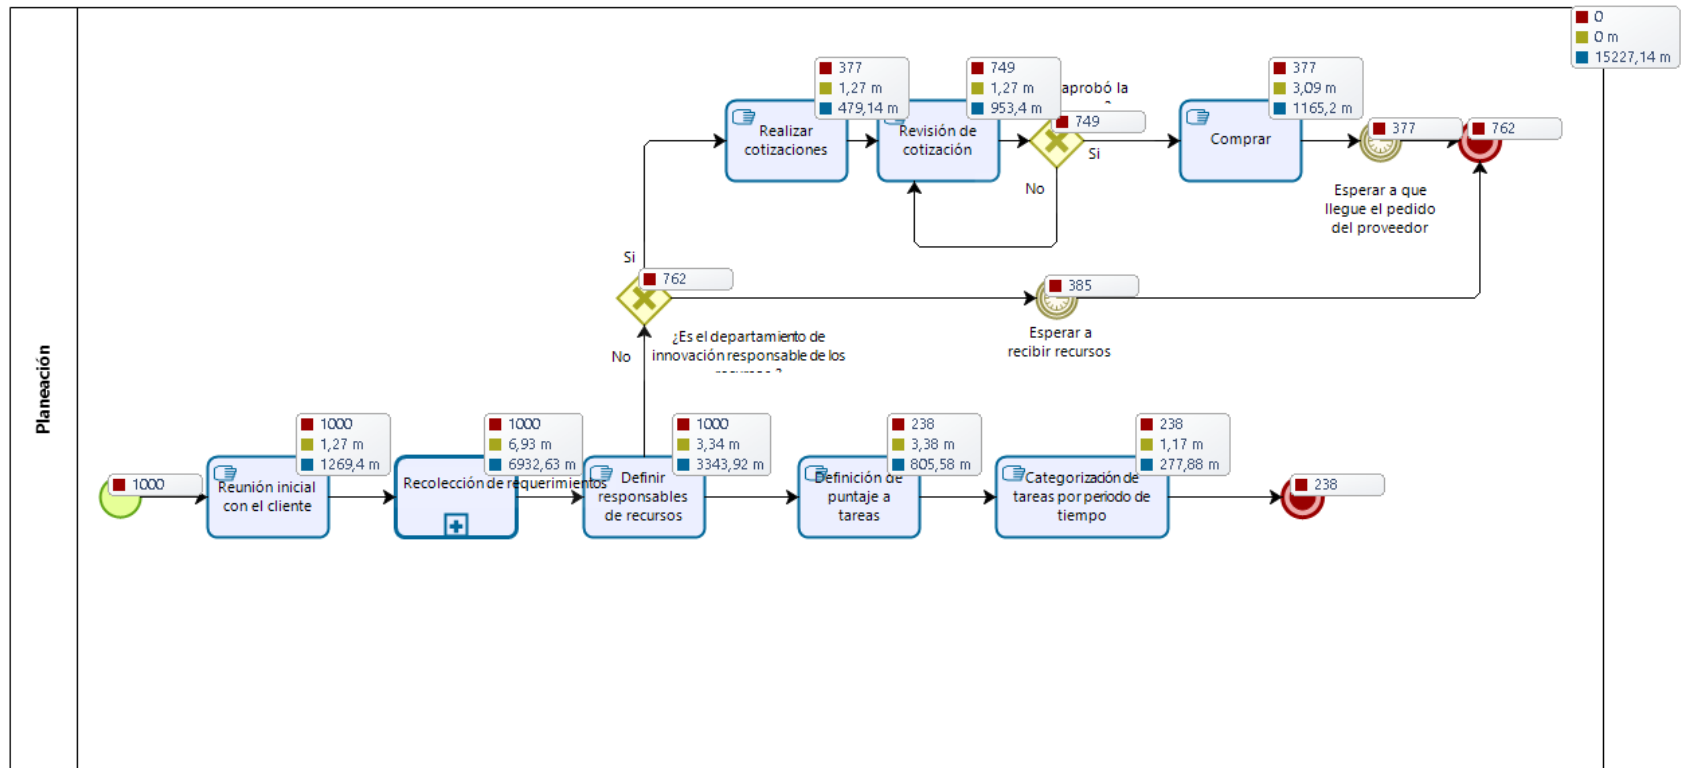 0
0 m
15227,14 m
Planeación
377
1,27 m
479,14 m
Realizar
cotizaciones
749
1,27 m
953,4 m
Revisión de
cotización
aprobó la
749
Si
No
377
3,09 m
1165,2 m
Comprar
377
762
Esperar a que
llegue el pedido
del proveedor
Si
762
385
Esperar a
recibir recursos
¿Es el departamiento de
innovación responsable de los
No
1000
1000
1,27 m
1269,4 m
Reunión inicial
con el cliente
1000
6,93 m
6932,63 m
Recolección de requerimientos
1000
3,34 m
3343,92 m
Definir
responsables
de recursos
238
3,38 m
805,58 m
Definición de
puntaje a
tareas
238
1,17 m
277,88 m
Categorización de
tareas por periodo de
tiempo
238